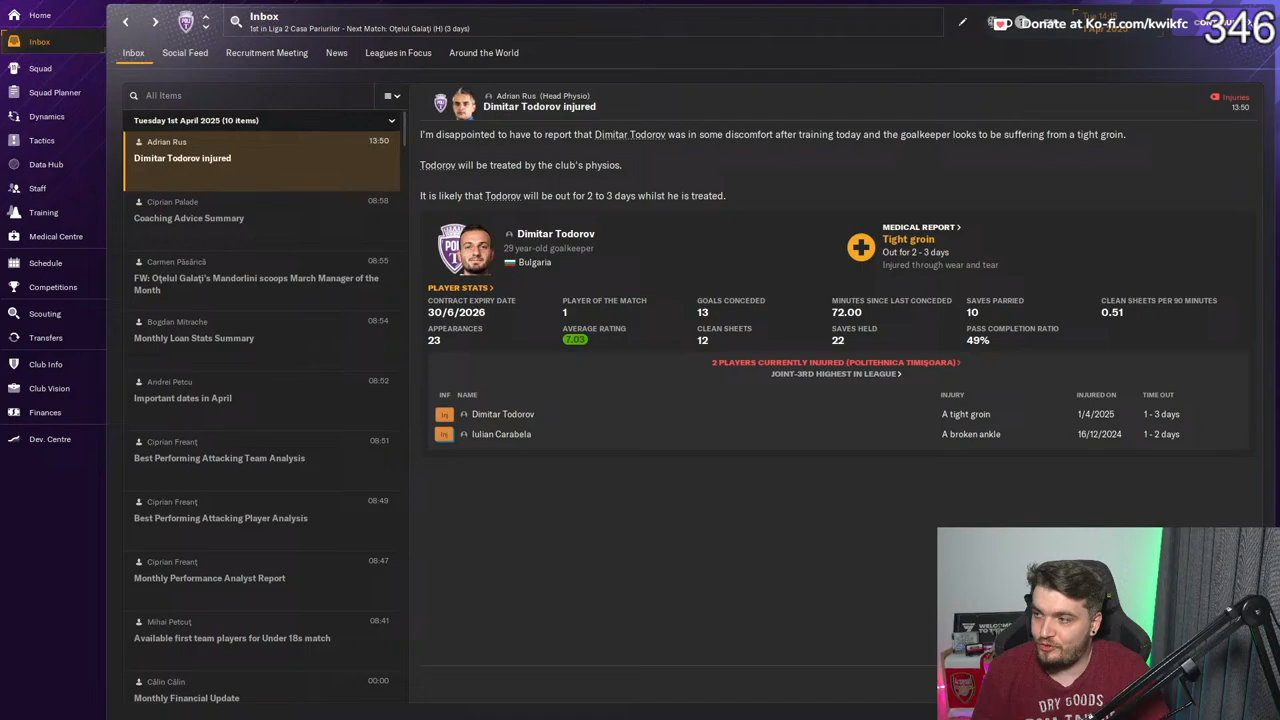 Home
Inbox
Squad
Squad Planner
Dynamics
Tactics
Data Hub
Staff
Training
Medical Centre
Schedule
Competitions
Scouting
Transfers
Club Info
Club Vision
Finances
Dev. Centre
Inbox
1st in Liga 2 Casa Pariurilor - Next Match: Oțelul Galați (H) (3 days)
Donate at Ko-fi.com/kwikfc
346
Inbox Social Feed Recruitment Meeting News Leagues in Focus Around the World
All Items
Tuesday 1st April 2025 (10 items)
Adrian Rus 13:50
Dimitar Todorov injured
Ciprian Palade 08:58
Coaching Advice Summary
Carmen Păsărică 08:55
FW: Oțelul Galați's Mandorlini scoops March Manager of the
Month
Bogdan Mitrache 08:54
Monthly Loan Stats Summary
Andrei Petcu 08:52
Important dates in April
Ciprian Freanț 08:51
Best Performing Attacking Team Analysis
Ciprian Freanț 08:49
Best Performing Attacking Player Analysis
Ciprian Freanț 08:47
Monthly Performance Analyst Report
Mihai Petcuț 08:41
Available first team players for Under 18s match
Călin Călin 00:00
Monthly Financial Update
Adrian Rus (Head Physio)
Dimitar Todorov injured
Injuries
13:50
I'm disappointed to have to report that Dimitar Todorov was in some discomfort after training today and the goalkeeper looks to be suffering from a tight groin.
Todorov will be treated by the club's physios.
It is likely that Todorov will be out for 2 to 3 days whilst he is treated.
POLI
Dimitar Todorov
29 year-old goalkeeper
Bulgaria
MEDICAL REPORT >
Tight groin
Out for 2 - 3 days
Injured through wear and tear
PLAYER STATS >
CONTRACT EXPIRY DATE PLAYER OF THE MATCH GOALS CONCEDED MINUTES SINCE LAST CONCEDED SAVES PARRIED CLEAN SHEETS PER 90 MINUTES
30/6/2026 1 13 72.00 10 0.51
APPEARANCES AVERAGE RATING CLEAN SHEETS SAVES HELD PASS COMPLETION RATIO
23 7.03 12 22 49%
2 PLAYERS CURRENTLY INJURED (POLITEHNICA TIMIȘOARA) >
JOINT-3RD HIGHEST IN LEAGUE >
INF NAME INJURY INJURED ON TIME OUT
Inj Dimitar Todorov A tight groin 1/4/2025 1 - 3 days
Inj Iulian Carabela A broken ankle 16/12/2024 1 - 2 days
DRY GOODS